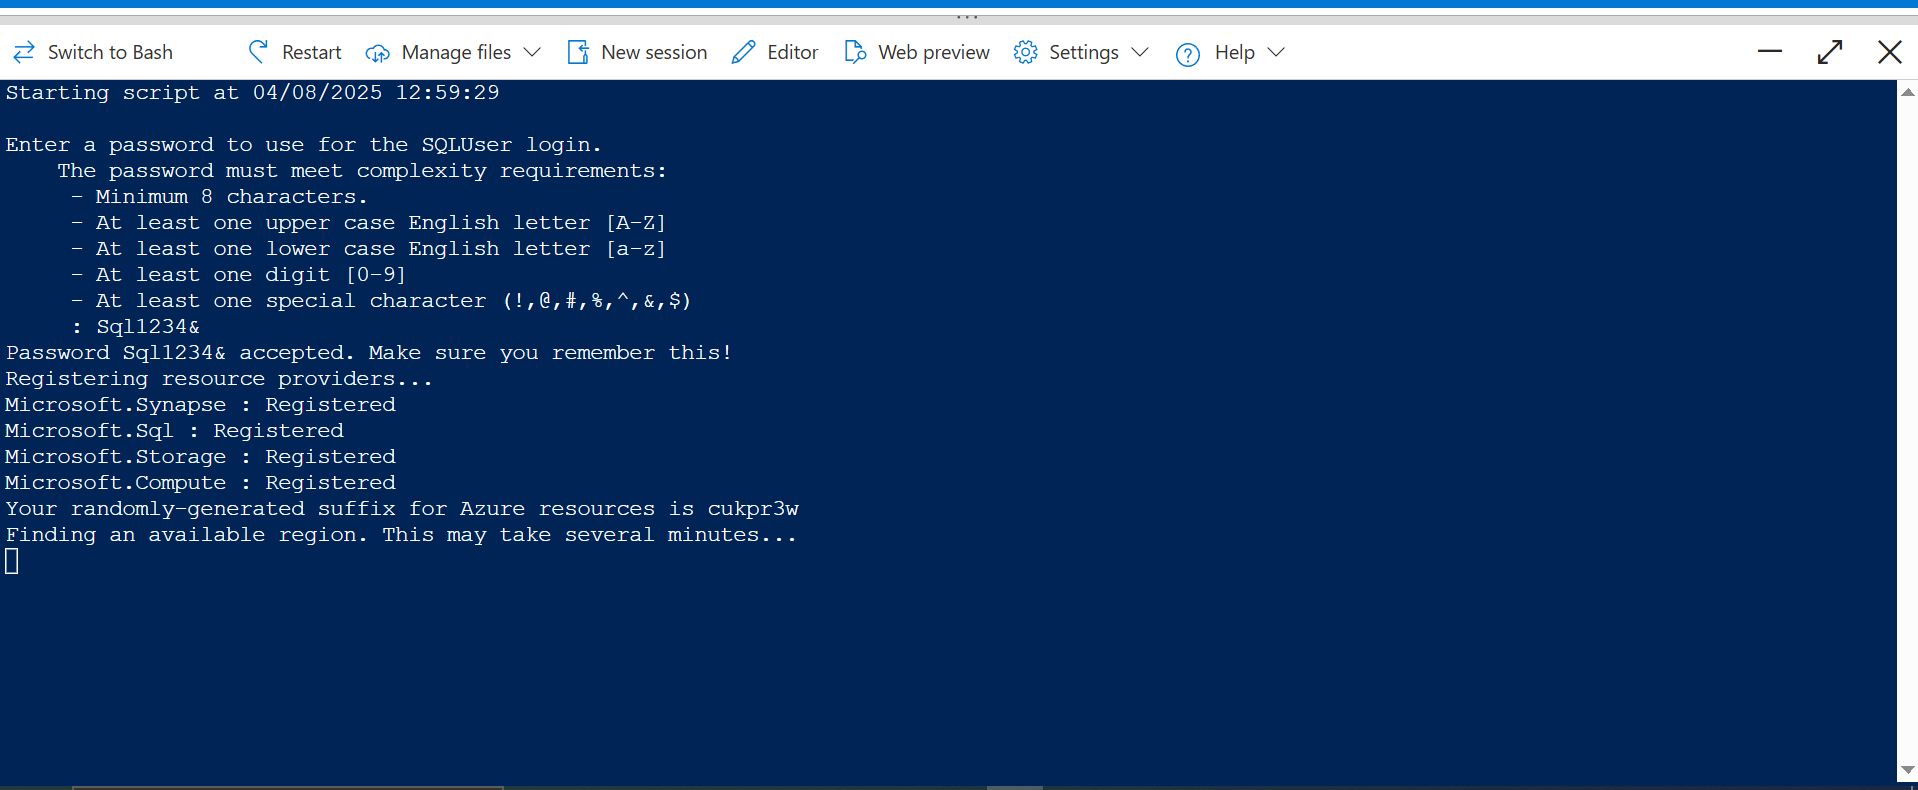 Switch to Bash Restart Manage files New session Editor Web preview Settings Help
Starting script at 04/08/2025 12:59:29
Enter a password to use for the SQLUser login.
The password must meet complexity requirements:
- Minimum 8 characters.
- At least one upper case English letter [A-Z]
- At least one lower case English letter [a-z]
- At least one digit [0-9]
- At least one special character (!,@,#,%,^,&,$)
: Sql1234&
Password Sql1234& accepted. Make sure you remember this!
Registering resource providers...
Microsoft.Synapse : Registered
Microsoft.Sql : Registered
Microsoft.Storage : Registered
Microsoft.Compute : Registered
Your randomly-generated suffix for Azure resources is cukpr3w
Finding an available region. This may take several minutes...